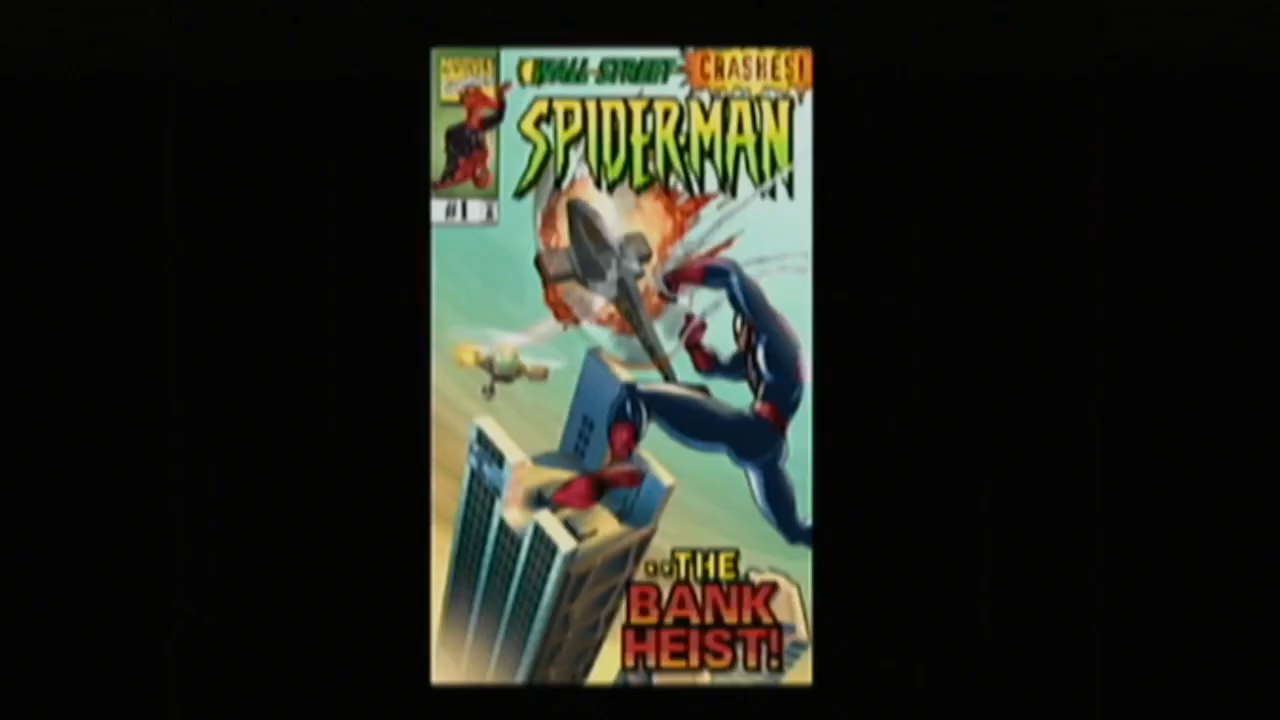 WALL STREET CRASHES!
SPIDER-MAN
#1
..THE
BANK
HEIST!